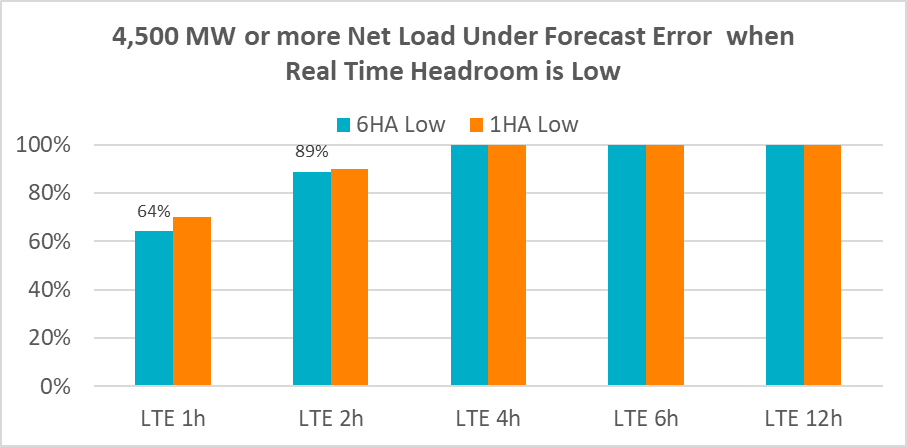 4,500 MW or more Net Load Under Forecast Error when
Real Time Headroom is Low
6HA Low 1HA Low
100%
89%
80%
64%
60%
40%
20%
0%
LTE 1h LTE 2h LTE 4h LTE 6h LTE 12h